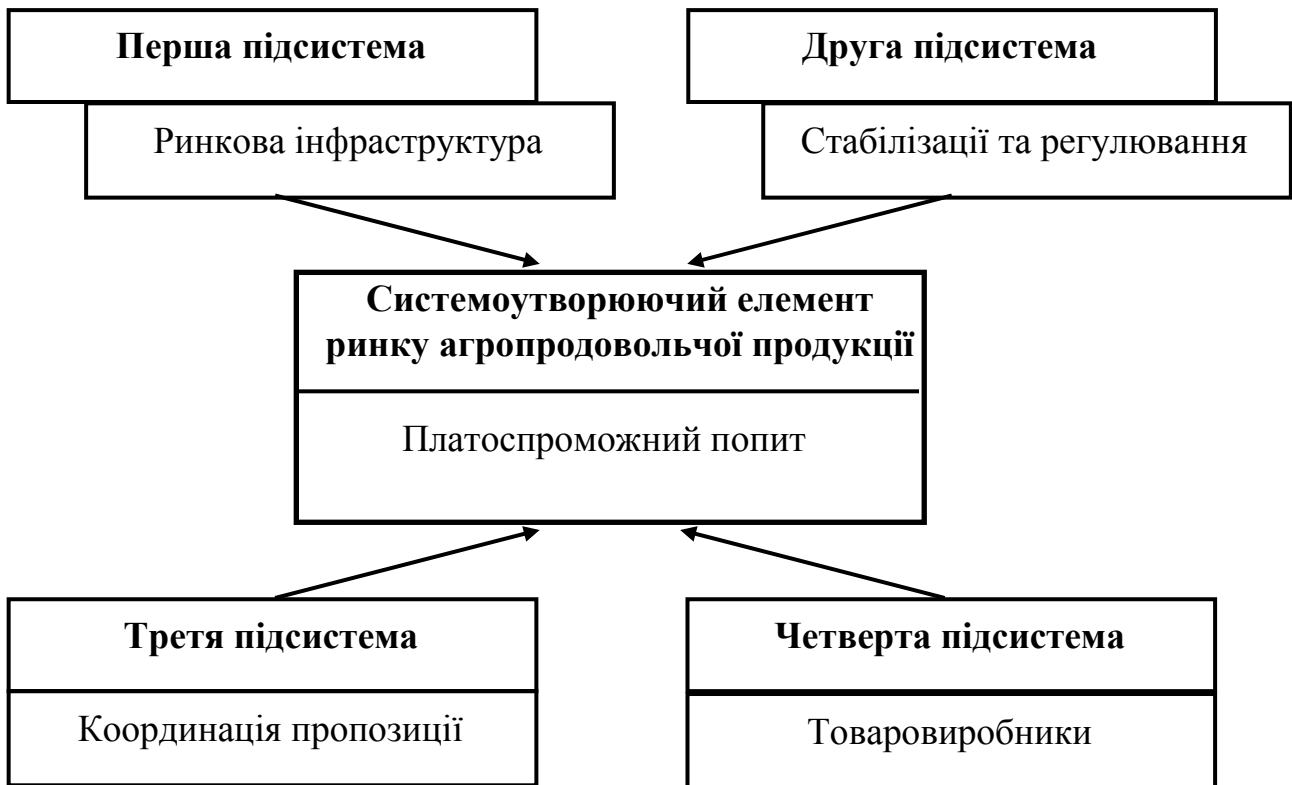 Перша підсистема
Ринкова інфраструктура
Друга підсистема
Стабілізації та регулювання
Системоутворюючий елемент
ринку агропродовольчої продукції
Платоспроможний попит
Третя підсистема
Координація пропозиції
Четверта підсистема
Товаровиробники